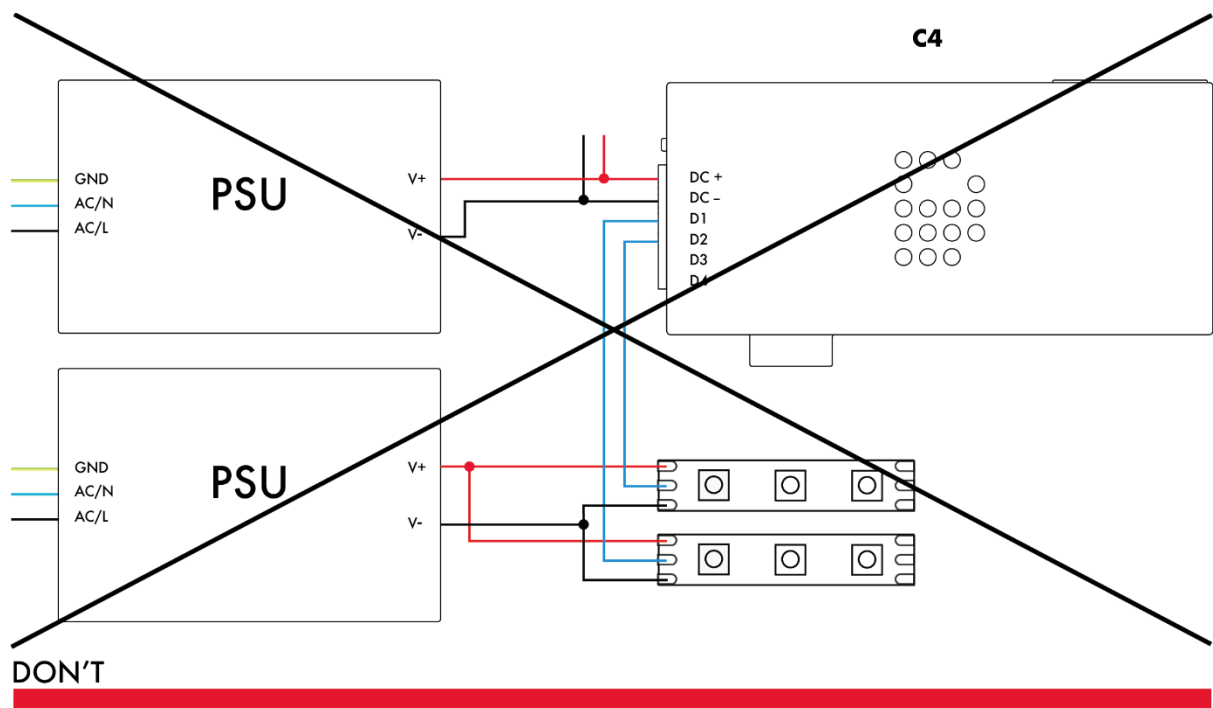 C4
GND
AC/N
AC/L
PSU
V+
V-
DC +
DC –
D1
D2
D3
D4
GND
AC/N
AC/L
PSU
V+
V-
DON'T